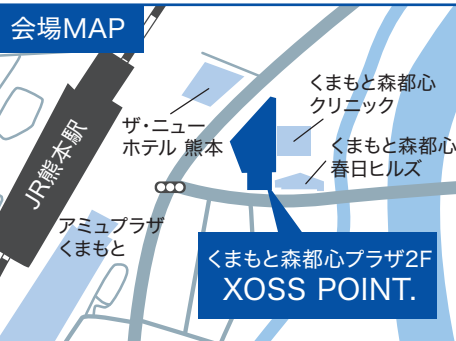 会場MAP
くまもと森都心
クリニック
ザ・ニュー
ホテル 熊本
くまもと森都心
春日ヒルズ
JR熊本駅
アミュプラザ
くまもと
くまもと森都心プラザ2F
XOSS POINT.